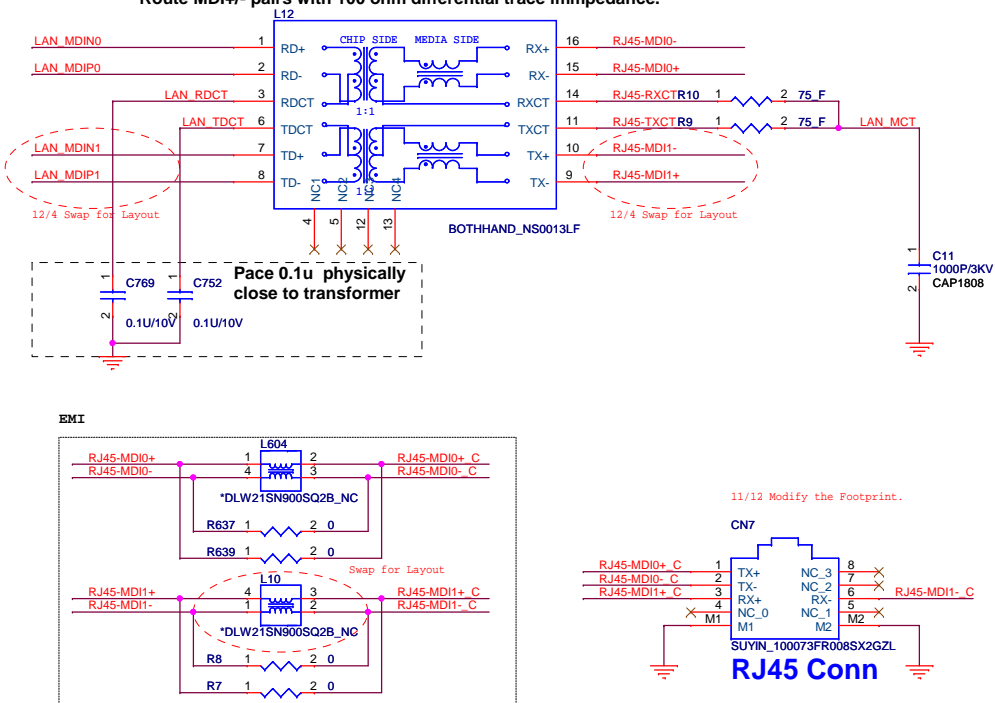 Route MDI+/- pairs with 100 ohm differential trace immpedance.
L12
LAN_MDIN0 1 RD+ CHIP SIDE MEDIA SIDE RX+ 16 RJ45-MDI0-
LAN_MDIP0 2 RD- RX- 15 RJ45-MDI0+
LAN_RDCT 3 RDCT 1:1 RXCT 14 RJ45-RXCT R10 1 2 75_F
LAN_TDCT 6 TDCT TXCT 11 RJ45-TXCT R9 1 2 75_F LAN_MCT
LAN_MDIN1 7 TD+ TX+ 10 RJ45-MDI1-
LAN_MDIP1 8 TD- 1:1 TX- 9 RJ45-MDI1+
NC1 NC2 NC3 NC4
4 5 12 13
12/4 Swap for Layout
12/4 Swap for Layout
BOTHHAND_NS0013LF
Pace 0.1u physically
close to transformer
1 C769 2 0.1U/10V
1 C752 2 0.1U/10V
1 C11 2
1000P/3KV
CAP1808
EMI
L604
RJ45-MDI0+ 1 2 RJ45-MDI0+_C
RJ45-MDI0- 4 3 RJ45-MDI0-_C
*DLW21SN900SQ2B_NC
R637 1 2 0
R639 1 2 0
Swap for Layout
L10
RJ45-MDI1+ 4 3 RJ45-MDI1+_C
RJ45-MDI1- 1 2 RJ45-MDI1-_C
*DLW21SN900SQ2B_NC
R8 1 2 0
R7 1 2 0
11/12 Modify the Footprint.
CN7
RJ45-MDI0+_C 1 TX+ NC_3 8
RJ45-MDI0-_C 2 TX- NC_2 7
RJ45-MDI1+_C 3 RX+ RX- 6 RJ45-MDI1-_C
4 NC_0 NC_1 5
M1 M1 M2 M2
SUYIN_100073FR008SX2GZL
RJ45 Conn